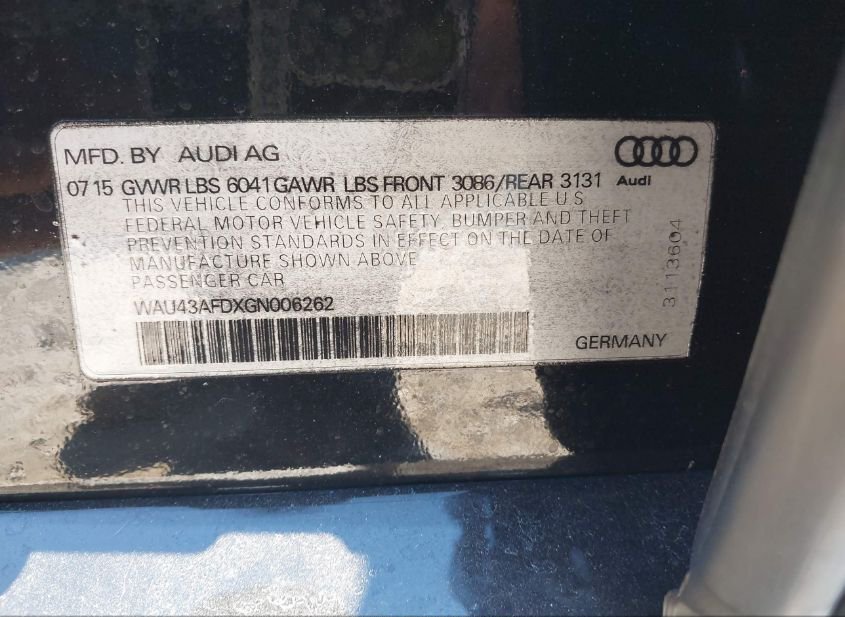 MFD. BY AUDI AG
07 15 GVWR LBS 6041 GAWR LBS FRONT 3086/REAR 3131
Audi
THIS VEHICLE CONFORMS TO ALL APPLICABLE U S
FEDERAL MOTOR VEHICLE SAFETY, BUMPER AND THEFT
PREVENTION STANDARDS IN EFFECT ON THE DATE OF
MANUFACTURE SHOWN ABOVE
PASSENGER CAR
WAU43AFDXGN006262
GERMANY
3113604